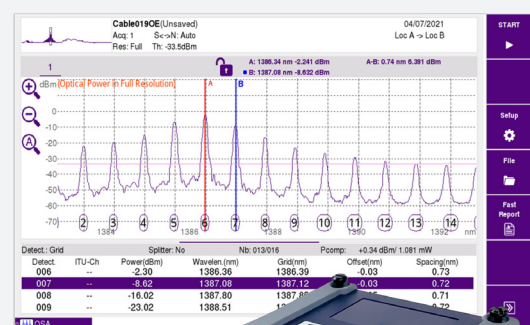 Cable019OE(Unsaved) 04/07/2021
Acq: 1 S<->N: Auto Loc A -> Loc B
Res: Full Th: -33.5dBm
START
1
A: 1386.34 nm -2.241 dBm A-B: 0.74 nm 6.391 dBm
B: 1387.08 nm -8.632 dBm
dBm [Optical Power in Full Resolution]
A
B
0
-10
-20
-30
-40
-50
-60
-70
2 3 4 5 6 7 8 9 10 11 12 13 14
1384 1386 1388 1390 1392 nm
Setup
File
Fast
Report
Detect.: Grid Splitter: No Nb: 013/016 Pcomp: +0.34 dBm/ 1.081 mW
Detect. ITU-Ch Power(dBm) Wavelen.(nm) Grid(nm) Offset(nm) Spacing(nm)
006 -- -2.30 1386.36 1386.39 -0.03 0.73
007 -- -8.62 1387.08 1387.12 -0.03 0.72
008 -- -16.02 1387.80 0.71
009 -- -23.02 1388.51 0.72
OSA